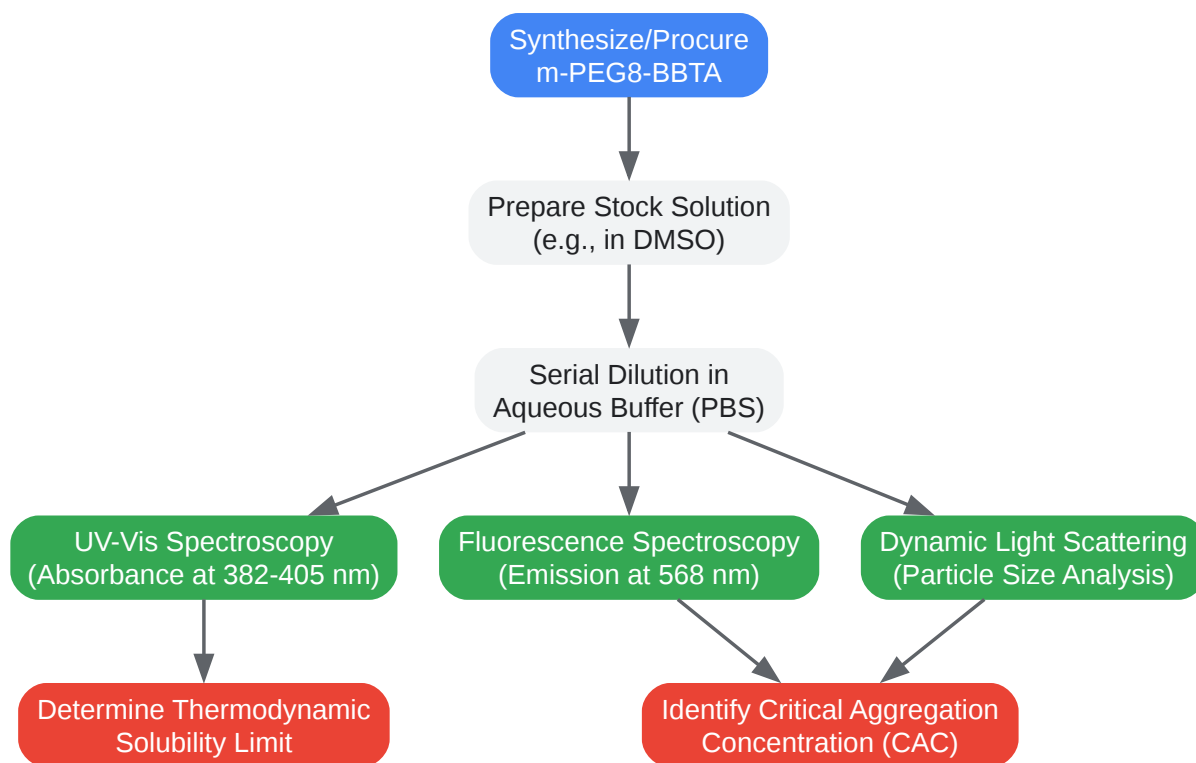 Synthesize/Procure
m-PEG8-BBTA
Prepare Stock Solution
(e.g., in DMSO)
Serial Dilution in
Aqueous Buffer (PBS)
UV-Vis Spectroscopy
(Absorbance at 382-405 nm)
Fluorescence Spectroscopy
(Emission at 568 nm)
Dynamic Light Scattering
(Particle Size Analysis)
Determine Thermodynamic
Solubility Limit
Identify Critical Aggregation
Concentration (CAC)